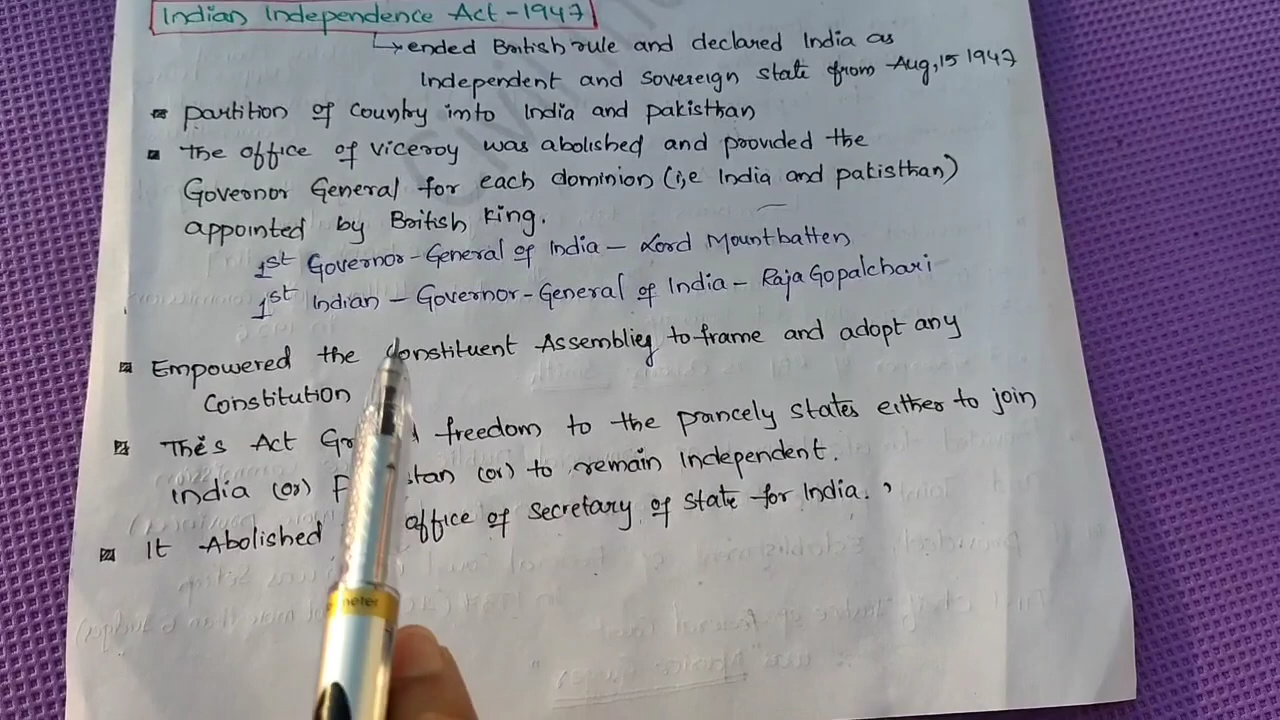 Indian Independence Act - 1947
↳ ended British rule and declared India as
Independent and Sovereign state from Aug, 15 1947
partition of country into India and pakisthan
The office of viceroy was abolished and provided the
Governor General for each dominion (i,e India and pakisthan)
appointed by British king.
1st Governor-General of India - Lord Mountbatten
1st Indian - Governor-General of India - Raja Gopalchari
Empowered the Constituent Assemblies to frame and adopt any
Constitution
This Act freedom to the princely states either to join
India (or) to remain independent.
It Abolished office of secretary of state for India.
meter